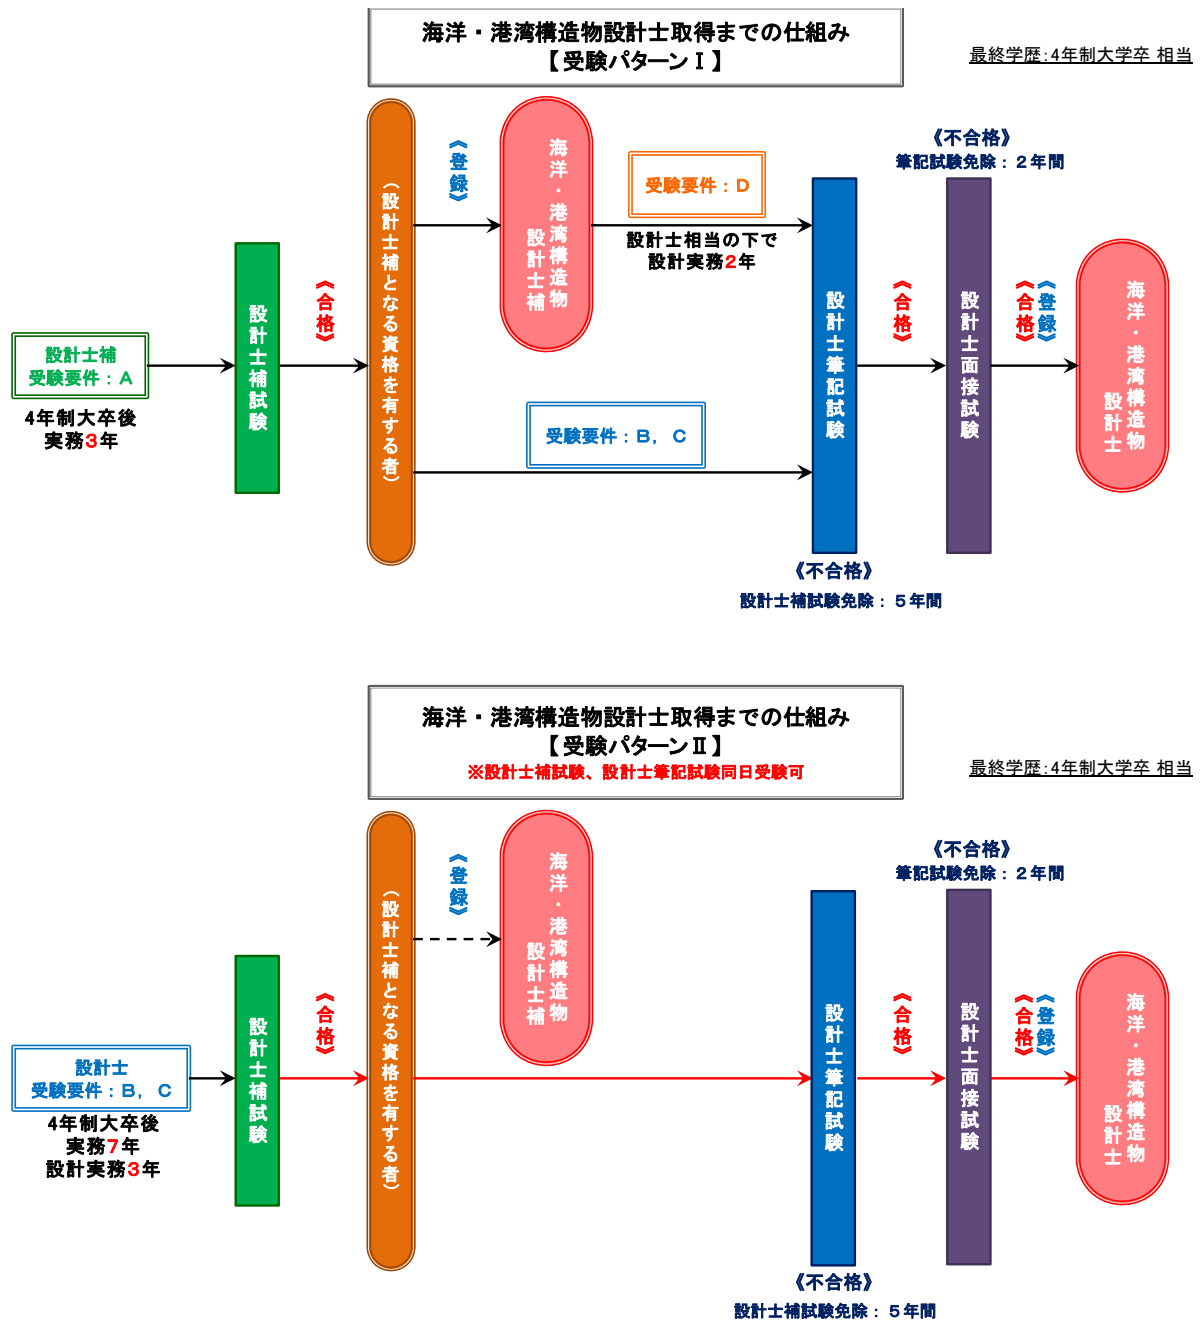 海洋・港湾構造物設計士取得までの仕組み
【受験パターンⅠ】
最終学歴:4年制大学卒 相当
《不合格》
筆記試験免除：２年間
設計士補
受験要件：Ａ
4年制大卒後
実務3年
設計士補試験
《合格》
（設計士補となる資格を有する者）
《登録》
海洋・港湾構造物
設計士補
受験要件：Ｄ
設計士相当の下で
設計実務2年
受験要件：Ｂ，Ｃ
設計士筆記試験
《合格》
設計士面接試験
《合格》
《登録》
海洋・港湾構造物
設計士
《不合格》
設計士補試験免除：５年間
海洋・港湾構造物設計士取得までの仕組み
【受験パターンⅡ】
※設計士補試験、設計士筆記試験同日受験可
最終学歴:4年制大学卒 相当
《不合格》
筆記試験免除：２年間
設計士
受験要件：Ｂ，Ｃ
4年制大卒後
実務7年
設計実務3年
設計士補試験
《合格》
（設計士補となる資格を有する者）
《登録》
海洋・港湾構造物
設計士補
設計士筆記試験
《合格》
設計士面接試験
《合格》
《登録》
海洋・港湾構造物
設計士
《不合格》
設計士補試験免除：５年間